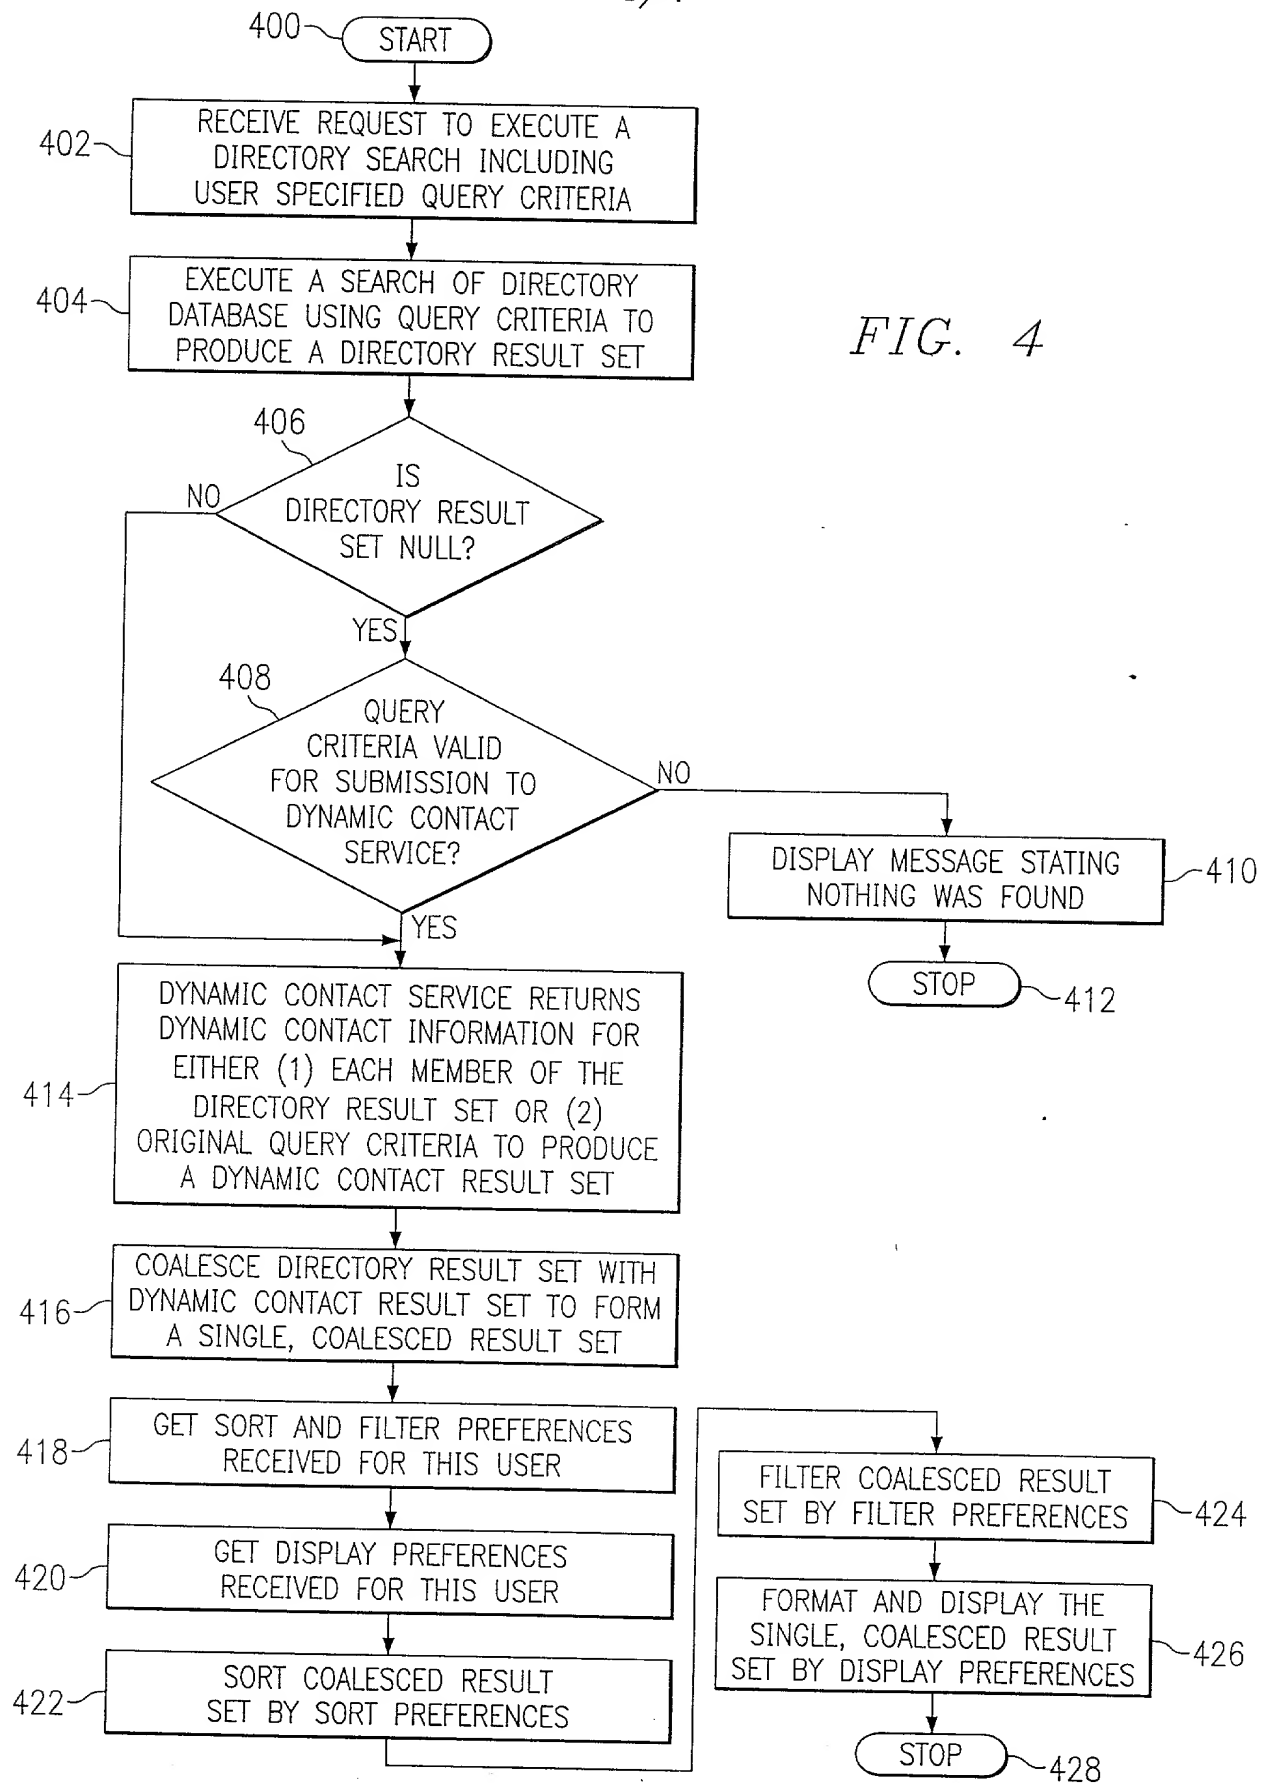 400
START
402
RECEIVE REQUEST TO EXECUTE A
DIRECTORY SEARCH INCLUDING
USER SPECIFIED QUERY CRITERIA
404
EXECUTE A SEARCH OF DIRECTORY
DATABASE USING QUERY CRITERIA TO
PRODUCE A DIRECTORY RESULT SET
FIG. 4
406
IS
DIRECTORY RESULT
SET NULL?
NO
YES
408
QUERY
CRITERIA VALID
FOR SUBMISSION TO
DYNAMIC CONTACT
SERVICE?
NO
YES
DISPLAY MESSAGE STATING
NOTHING WAS FOUND
410
STOP
412
414
DYNAMIC CONTACT SERVICE RETURNS
DYNAMIC CONTACT INFORMATION FOR
EITHER (1) EACH MEMBER OF THE
DIRECTORY RESULT SET OR (2)
ORIGINAL QUERY CRITERIA TO PRODUCE
A DYNAMIC CONTACT RESULT SET
416
COALESCE DIRECTORY RESULT SET WITH
DYNAMIC CONTACT RESULT SET TO FORM
A SINGLE, COALESCED RESULT SET
418
GET SORT AND FILTER PREFERENCES
RECEIVED FOR THIS USER
420
GET DISPLAY PREFERENCES
RECEIVED FOR THIS USER
422
SORT COALESCED RESULT
SET BY SORT PREFERENCES
FILTER COALESCED RESULT
SET BY FILTER PREFERENCES
424
FORMAT AND DISPLAY THE
SINGLE, COALESCED RESULT
SET BY DISPLAY PREFERENCES
426
STOP
428